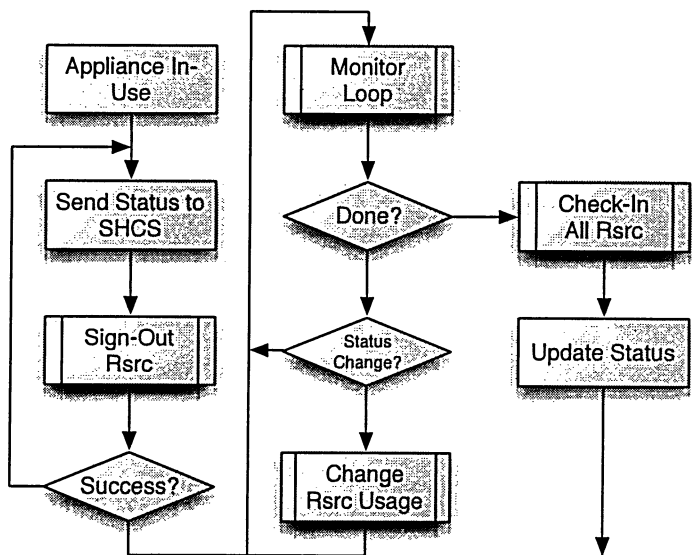 Appliance In-
Use
Send Status to
SHCS
Sign-Out
Rsrc
Success?
Monitor
Loop
Done?
Status
Change?
Change
Rsrc Usage
Check-In
All Rsrc
Update Status